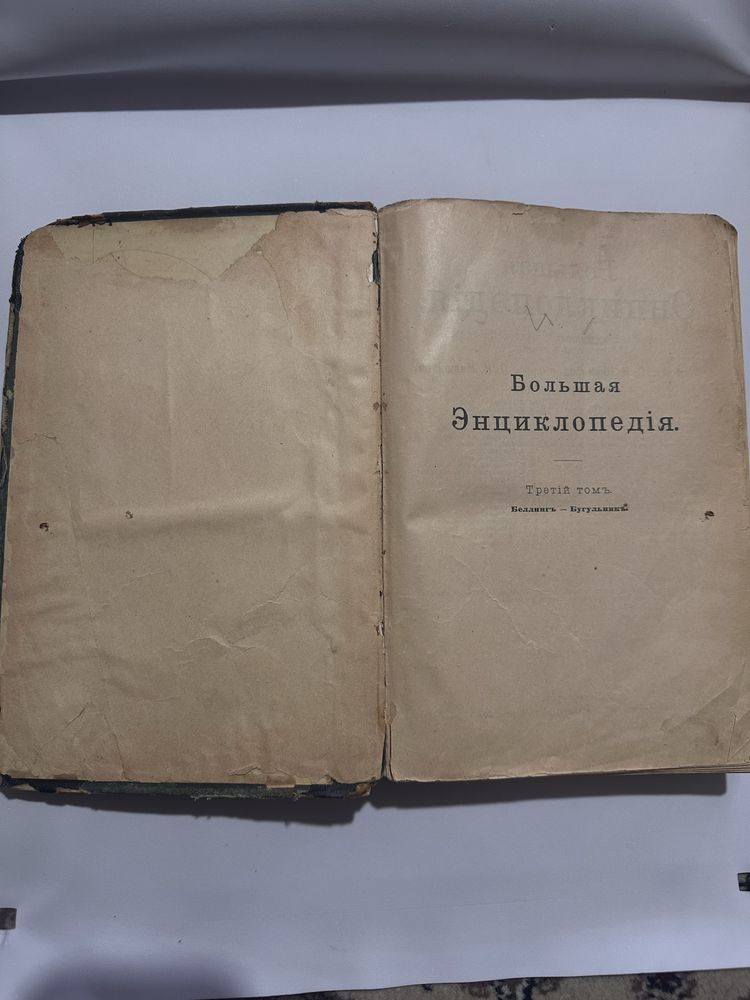 Большая
Энциклопедія.
Третій томъ.
Беллингъ — Бугульникъ.